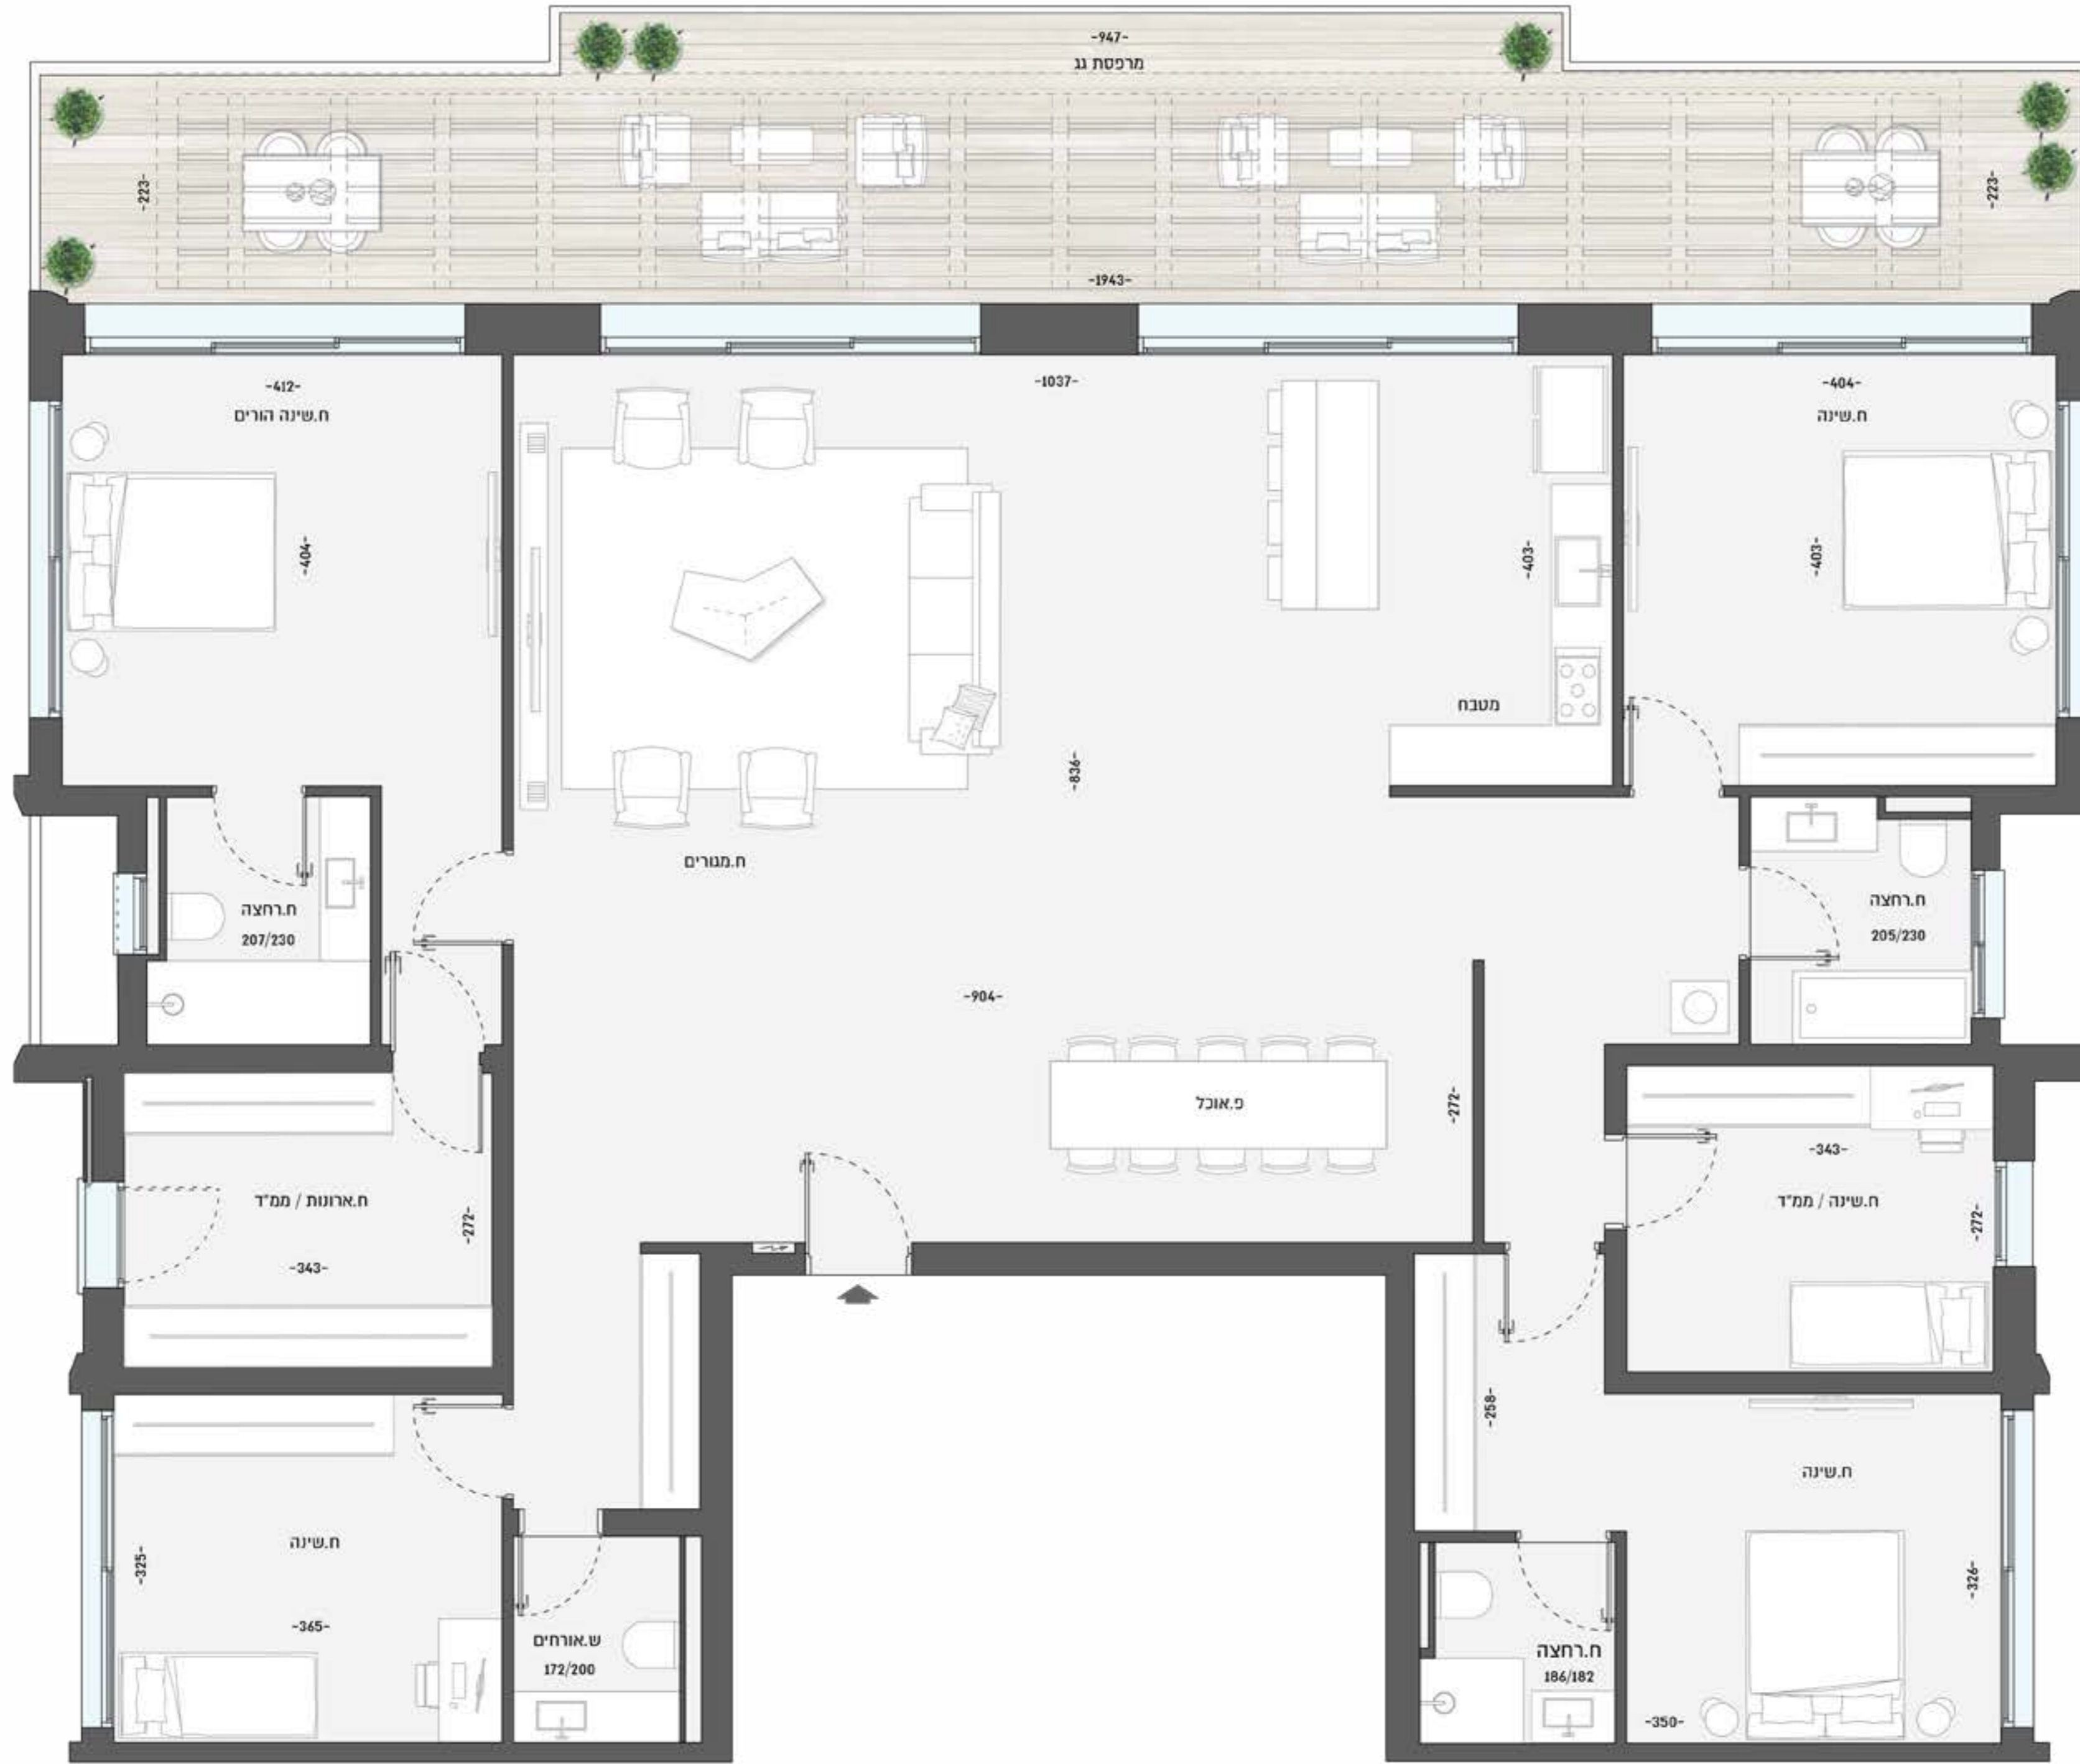 -947-
מרפסת גג
-223-
-223-
-1943-
-412-
ח.שינה הורים
-404-
-1037-
-403-
מטבח
-404-
ח.שינה
-403-
-836-
ח.מגורים
ח.רחצה
207/230
ח.רחצה
205/230
-904-
פ.אוכל
-272-
ח.ארונות / ממ"ד
-272-
-343-
-343-
ח.שינה / ממ"ד
-272-
-258-
ח.שינה
-325-
-365-
ש.אורחים
172/200
ח.רחצה
186/182
ח.שינה
-326-
-350-